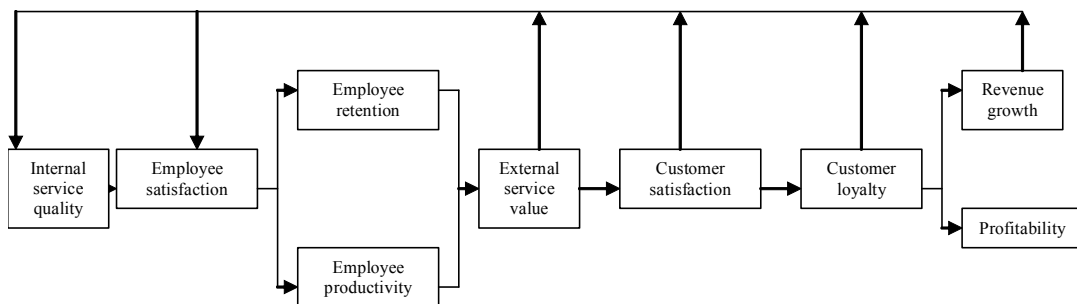 Internal
service
quality
Employee
satisfaction
Employee
retention
Employee
productivity
External
service
value
Customer
satisfaction
Customer
loyalty
Revenue
growth
Profitability